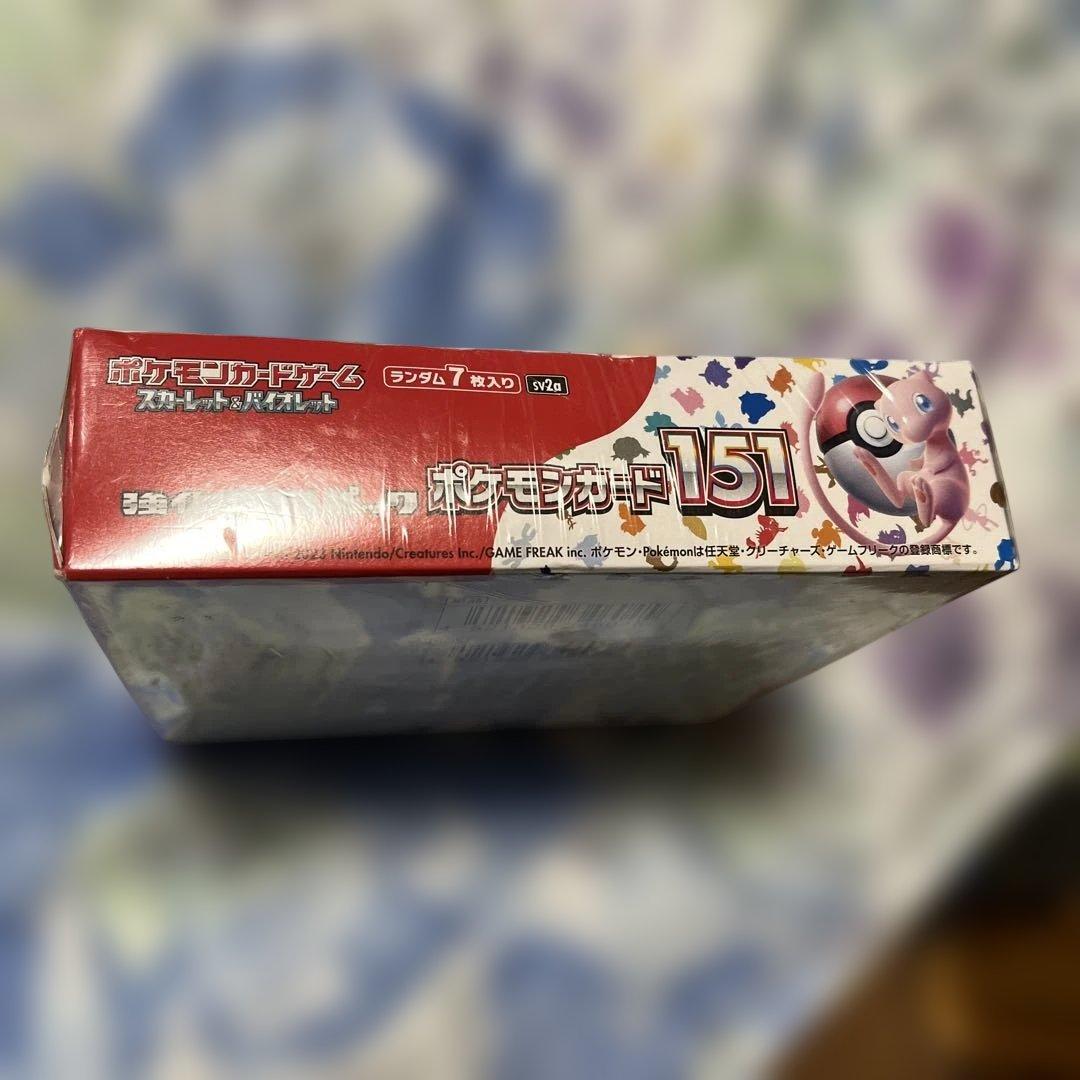 ポケモンカードゲーム
スカーレット&バイオレット
ランダム7枚入り
sv2a
ポケモンカード151
2023 Nintendo/Creatures Inc./GAME FREAK inc. ポケモン・Pokémonは任天堂・クリーチャーズ・ゲームフリークの登録商標です。